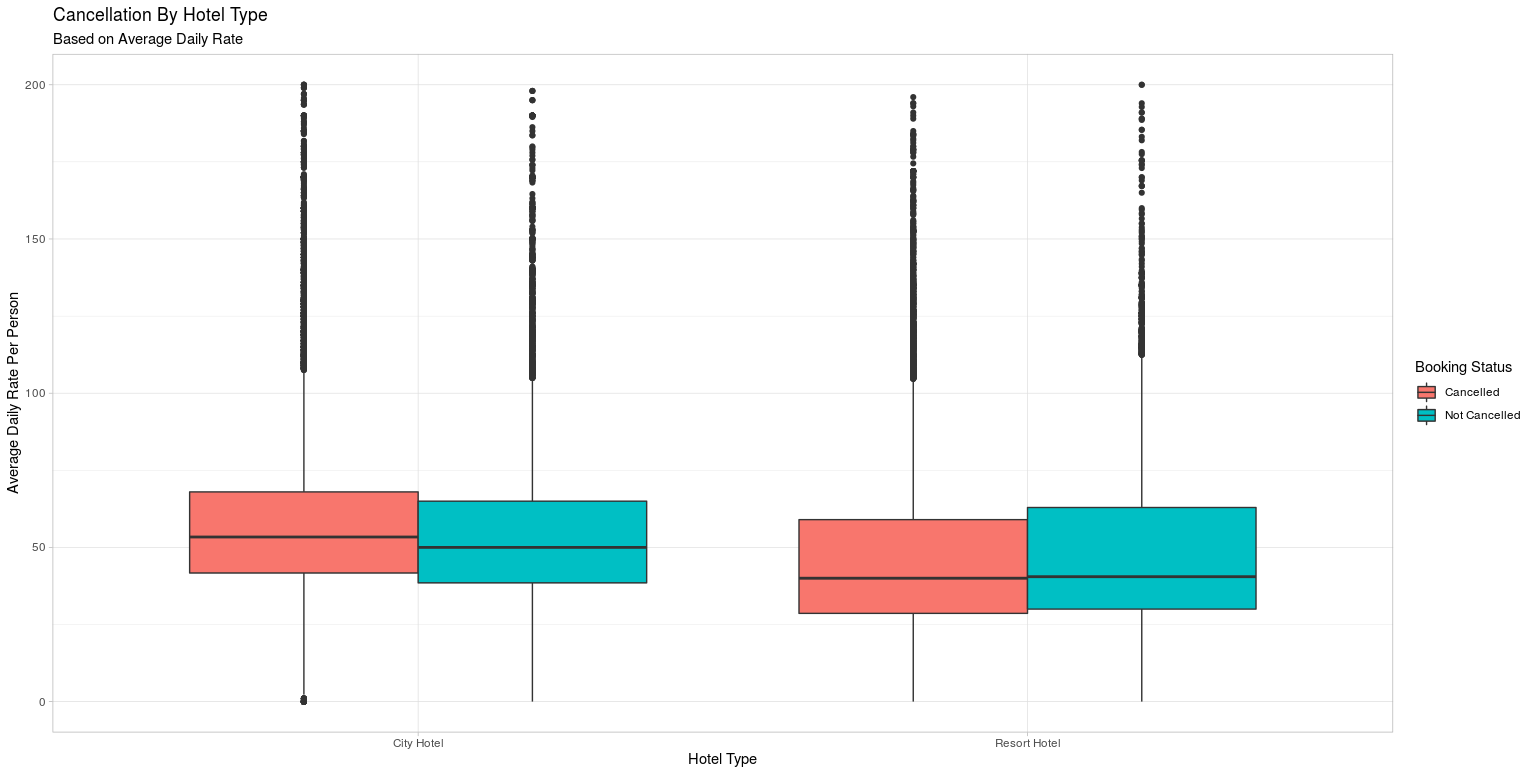 Cancellation By Hotel Type
Based on Average Daily Rate
Average Daily Rate Per Person
200
150
100
50
0
City Hotel
Resort Hotel
Hotel Type
Booking Status
Cancelled
Not Cancelled